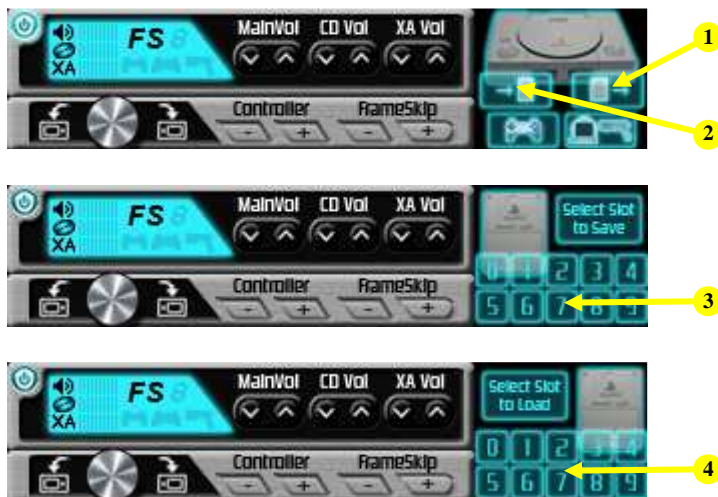 FS 8
MainVol CD Vol XA Vol
XA
Controller FrameSkip
- + - +
1
2
FS 8
MainVol CD Vol XA Vol
XA
Controller FrameSkip
- + - +
Select Slot
to Save
0 1 2 3 4
5 6 7 8 9
3
FS 8
MainVol CD Vol XA Vol
XA
Controller FrameSkip
- + - +
Select Slot
to Load
0 1 2 3 4
5 6 7 8 9
4